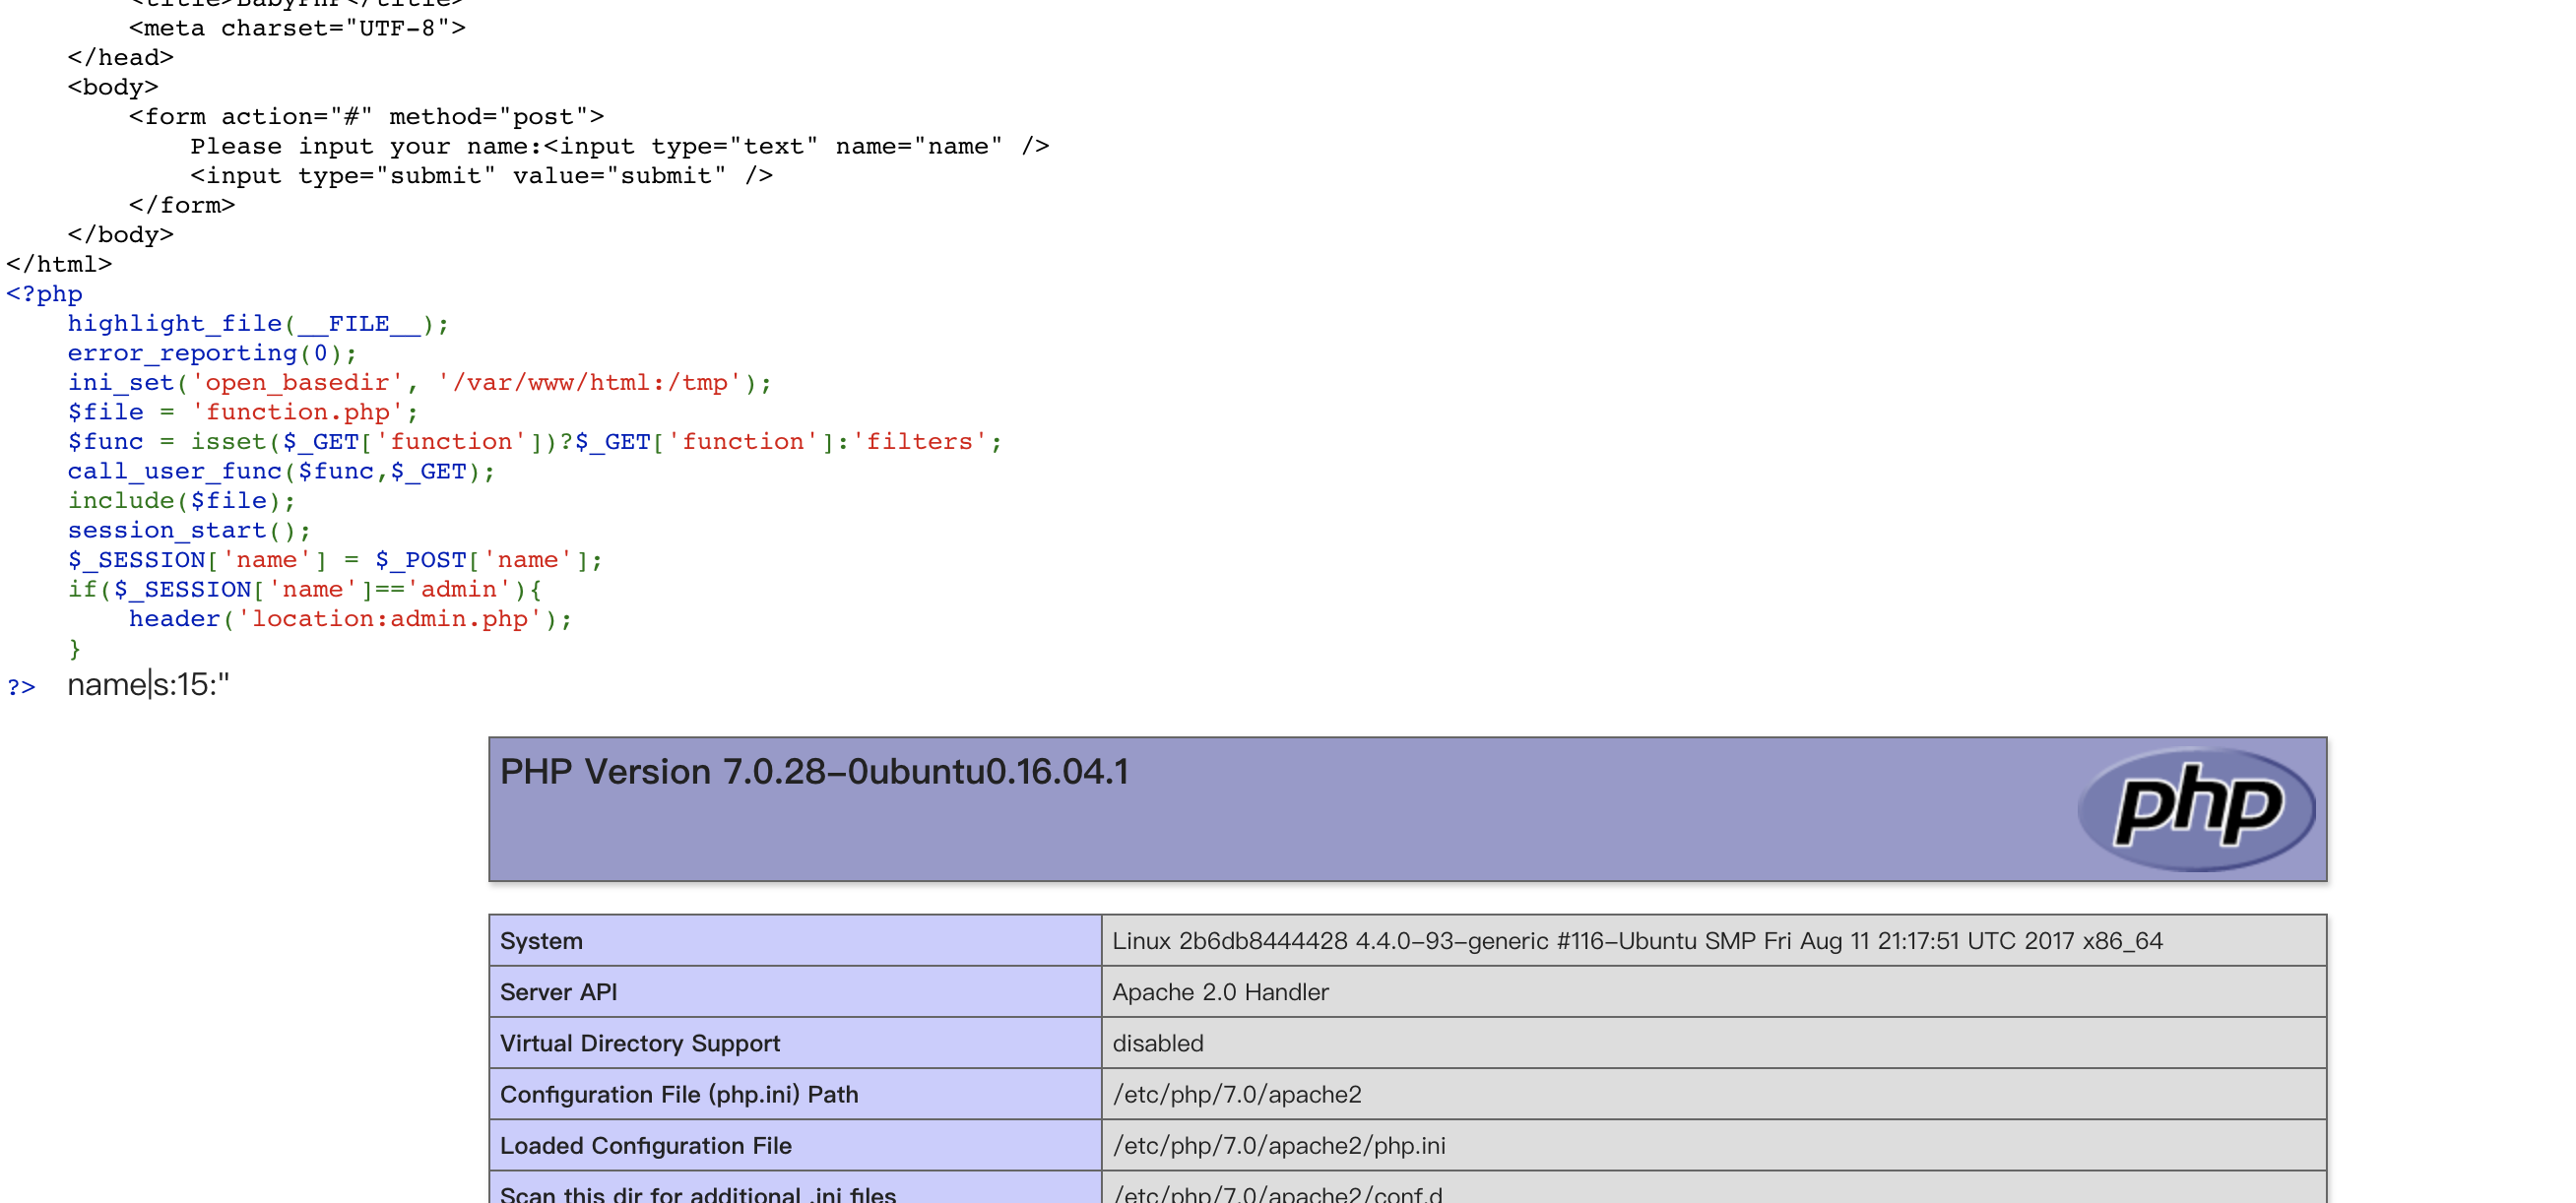 <title>BabyPHP</title>
<meta charset="UTF-8">
</head>
<body>
<form action="#" method="post">
Please input your name:<input type="text" name="name" />
<input type="submit" value="submit" />
</form>
</body>
</html>
<?php
highlight_file(__FILE__);
error_reporting(0);
ini_set('open_basedir', '/var/www/html:/tmp');
$file = 'function.php';
$func = isset($_GET['function'])?$_GET['function']:'filters';
call_user_func($func,$_GET);
include($file);
session_start();
$_SESSION['name'] = $_POST['name'];
if($_SESSION['name']=='admin'){
header('location:admin.php');
}
?> name|s:15:"
PHP Version 7.0.28-0ubuntu0.16.04.1
php
System Linux 2b6db8444428 4.4.0-93-generic #116-Ubuntu SMP Fri Aug 11 21:17:51 UTC 2017 x86_64
Server API Apache 2.0 Handler
Virtual Directory Support disabled
Configuration File (php.ini) Path /etc/php/7.0/apache2
Loaded Configuration File /etc/php/7.0/apache2/php.ini
Scan this dir for additional .ini files /etc/php/7.0/apache2/conf.d